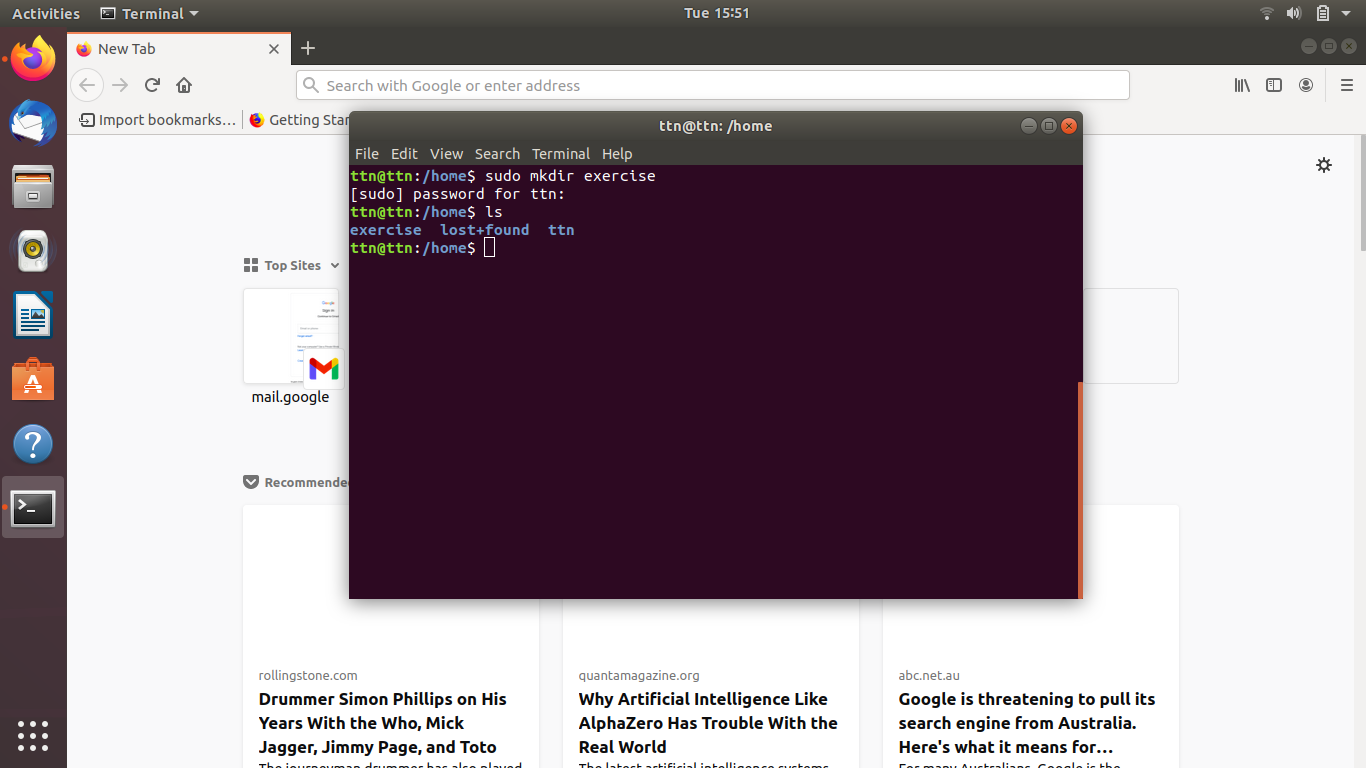 Activities Terminal Tue 15:51
New Tab
Search with Google or enter address
Import bookmarks… Getting Star
ttn@ttn: /home
File Edit View Search Terminal Help
ttn@ttn:/home$ sudo mkdir exercise
[sudo] password for ttn:
ttn@ttn:/home$ ls
exercise lost+found ttn
ttn@ttn:/home$
Top Sites
mail.google
Recommended
rollingstone.com
Drummer Simon Phillips on His
Years With the Who, Mick
Jagger, Jimmy Page, and Toto
The journeyman drummer has also played
quantamagazine.org
Why Artificial Intelligence Like
AlphaZero Has Trouble With the
Real World
The latest artificial intelligence systems
abc.net.au
Google is threatening to pull its
search engine from Australia.
Here's what it means for…
For many Australians, Google is the